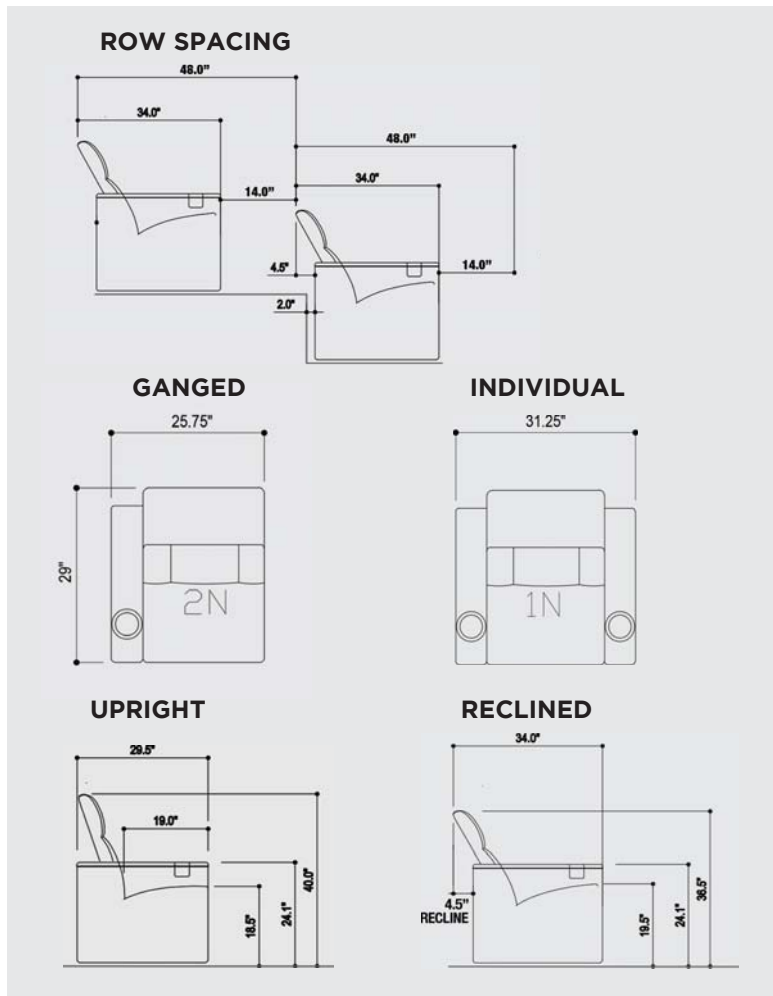 ROW SPACING
48.0"
34.0"
48.0"
34.0"
14.0"
4.5"
14.0"
2.0"
GANGED
INDIVIDUAL
25.75"
31.25"
29"
2N
1N
UPRIGHT
RECLINED
29.5"
34.0"
19.0"
40.0"
24.1"
18.5"
4.5"
RECLINE
36.5"
24.1"
19.5"